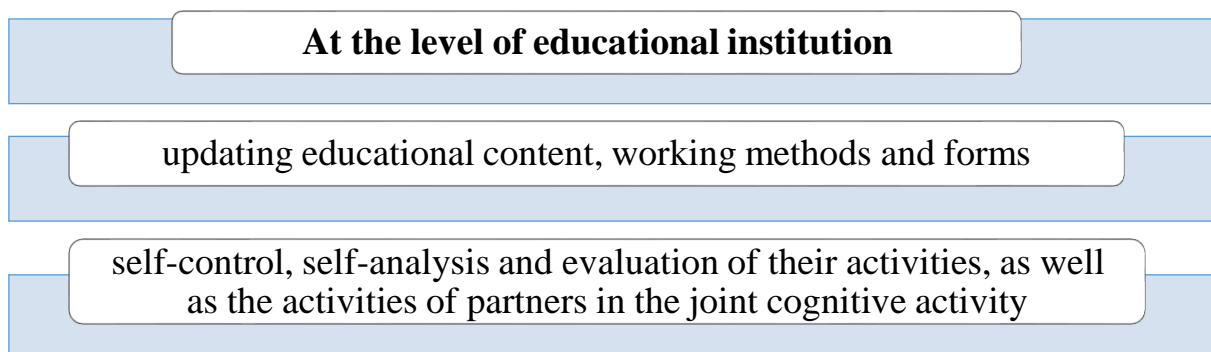 At the level of educational institution
updating educational content, working methods and forms
self-control, self-analysis and evaluation of their activities, as well
as the activities of partners in the joint cognitive activity